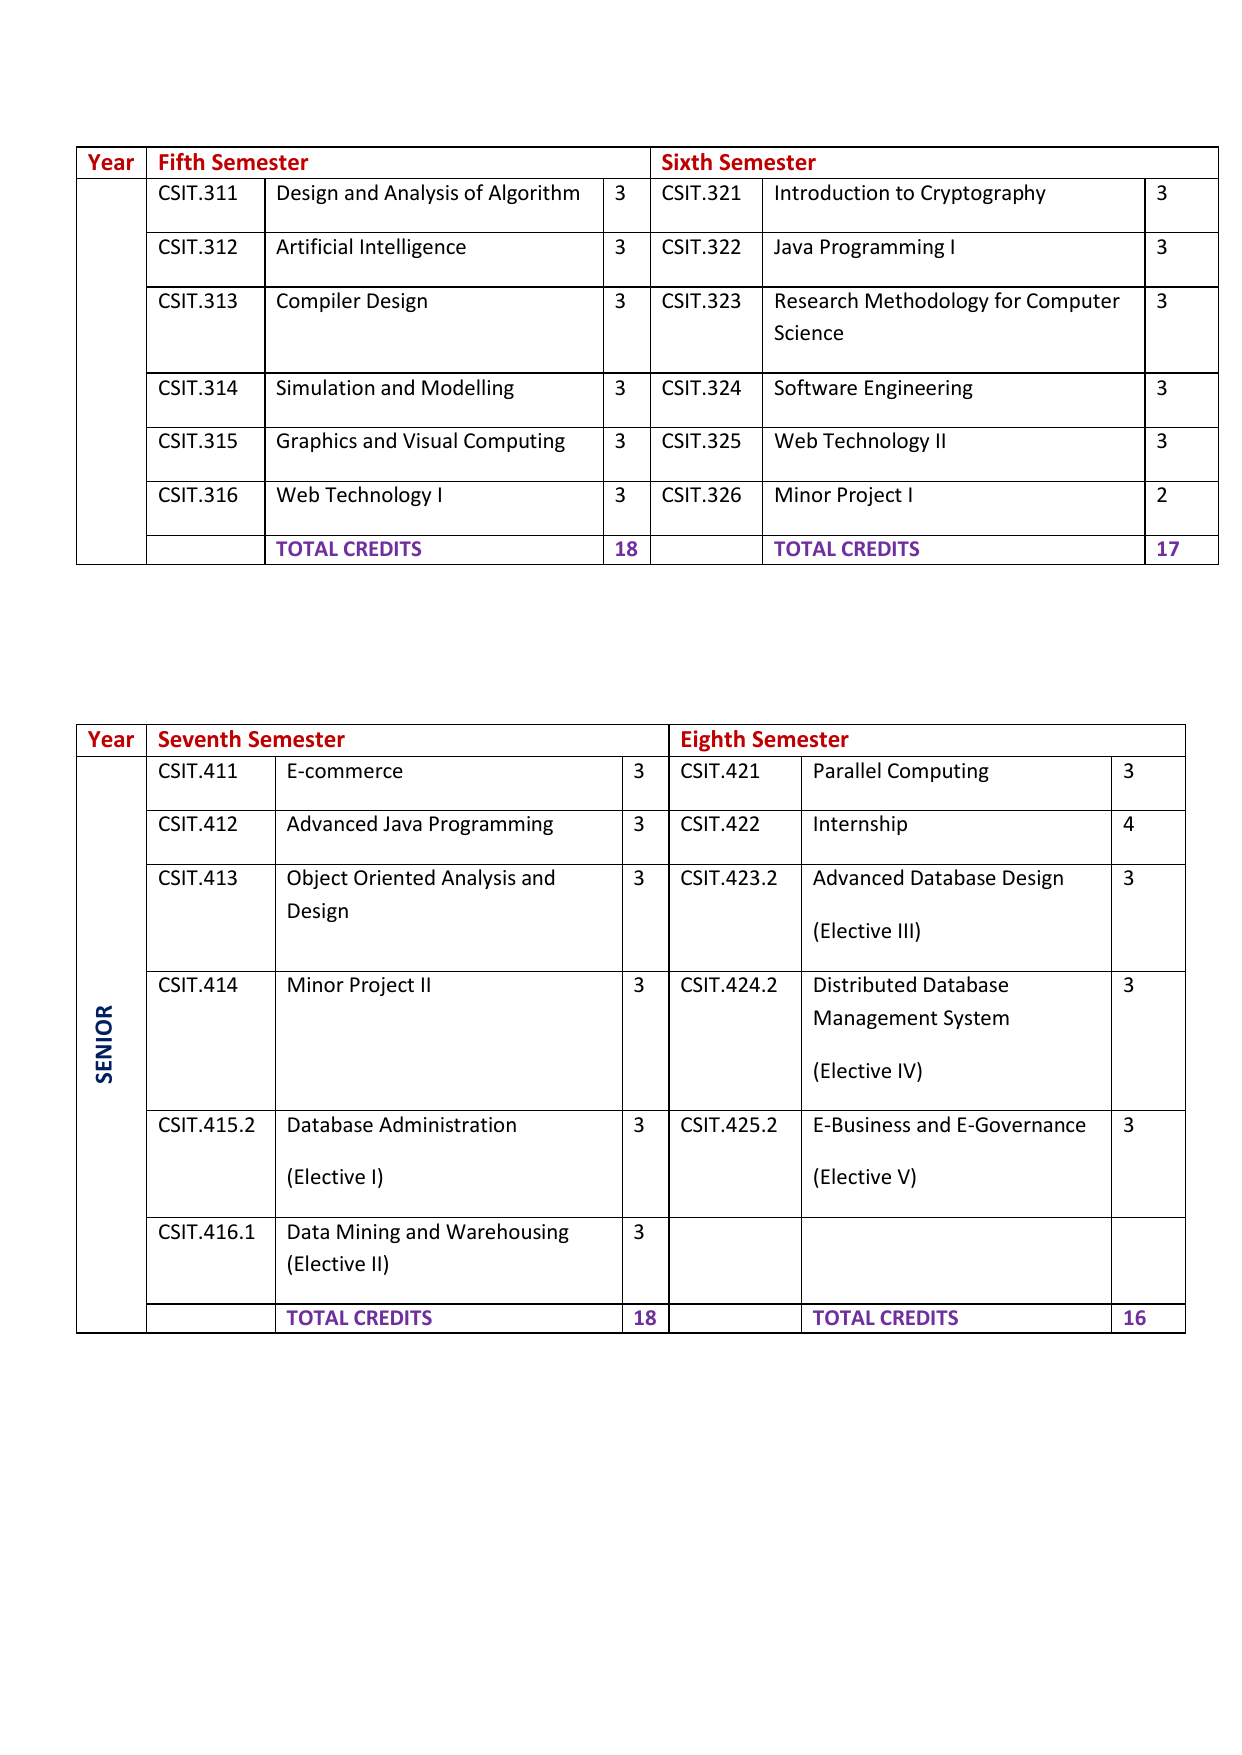 Year Fifth Semester Sixth Semester
CSIT.311 Design and Analysis of Algorithm 3 CSIT.321 Introduction to Cryptography 3
CSIT.312 Artificial Intelligence 3 CSIT.322 Java Programming I 3
CSIT.313 Compiler Design 3 CSIT.323 Research Methodology for Computer
Science 3
CSIT.314 Simulation and Modelling 3 CSIT.324 Software Engineering 3
CSIT.315 Graphics and Visual Computing 3 CSIT.325 Web Technology II 3
CSIT.316 Web Technology I 3 CSIT.326 Minor Project I 2
TOTAL CREDITS 18 TOTAL CREDITS 17
Year Seventh Semester Eighth Semester
SENIOR
CSIT.411 E-commerce 3 CSIT.421 Parallel Computing 3
CSIT.412 Advanced Java Programming 3 CSIT.422 Internship 4
CSIT.413 Object Oriented Analysis and
Design 3 CSIT.423.2 Advanced Database Design
(Elective III) 3
CSIT.414 Minor Project II 3 CSIT.424.2 Distributed Database
Management System
(Elective IV) 3
CSIT.415.2 Database Administration
(Elective I) 3 CSIT.425.2 E-Business and E-Governance
(Elective V) 3
CSIT.416.1 Data Mining and Warehousing
(Elective II) 3
TOTAL CREDITS 18 TOTAL CREDITS 16